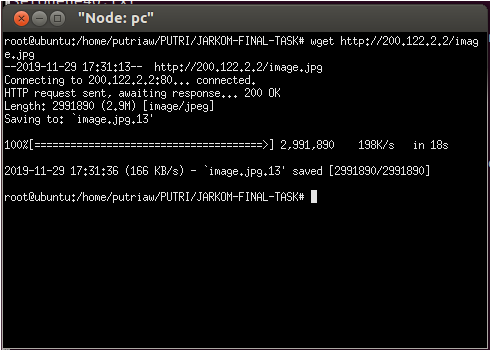 "Node: pc"
root@ubuntu:/home/putriaw/PUTRI/JARKOM-FINAL-TASK# wget http://200.122.2.2/imag
e.jpg
--2019-11-29 17:31:13--  http://200.122.2.2/image.jpg
Connecting to 200.122.2.2:80... connected.
HTTP request sent, awaiting response... 200 OK
Length: 2991890 (2.9M) [image/jpeg]
Saving to: `image.jpg.13'
100%[======================================>] 2,991,890    198K/s   in 18s
2019-11-29 17:31:36 (166 KB/s) - `image.jpg.13' saved [2991890/2991890]
root@ubuntu:/home/putriaw/PUTRI/JARKOM-FINAL-TASK#